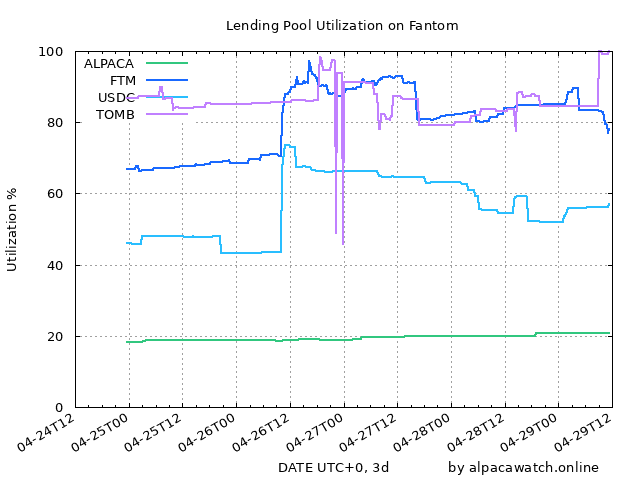 Lending Pool Utilization on Fantom
ALPACA
FTM
USDC
TOMB
Utilization %
100
80
60
40
20
0
04-24T12
04-25T00
04-25T12
04-26T00
04-26T12
04-27T00
04-27T12
04-28T00
04-28T12
04-29T00
04-29T12
DATE UTC+0, 3d
by alpacawatch.online